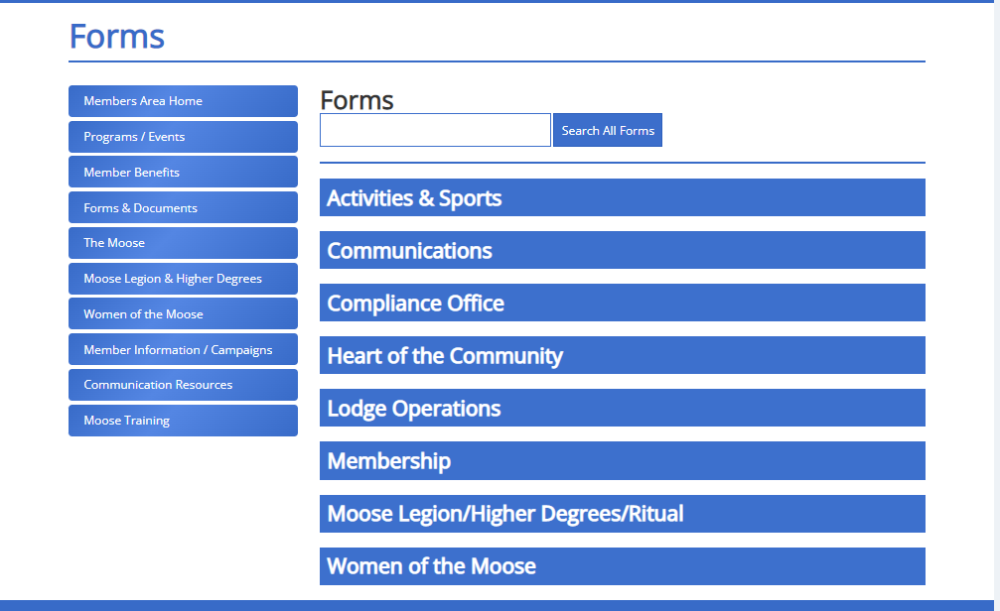 Forms
Members Area Home
Programs / Events
Member Benefits
Forms & Documents
The Moose
Moose Legion & Higher Degrees
Women of the Moose
Member Information / Campaigns
Communication Resources
Moose Training
Forms
Search All Forms
Activities & Sports
Communications
Compliance Office
Heart of the Community
Lodge Operations
Membership
Moose Legion/Higher Degrees/Ritual
Women of the Moose